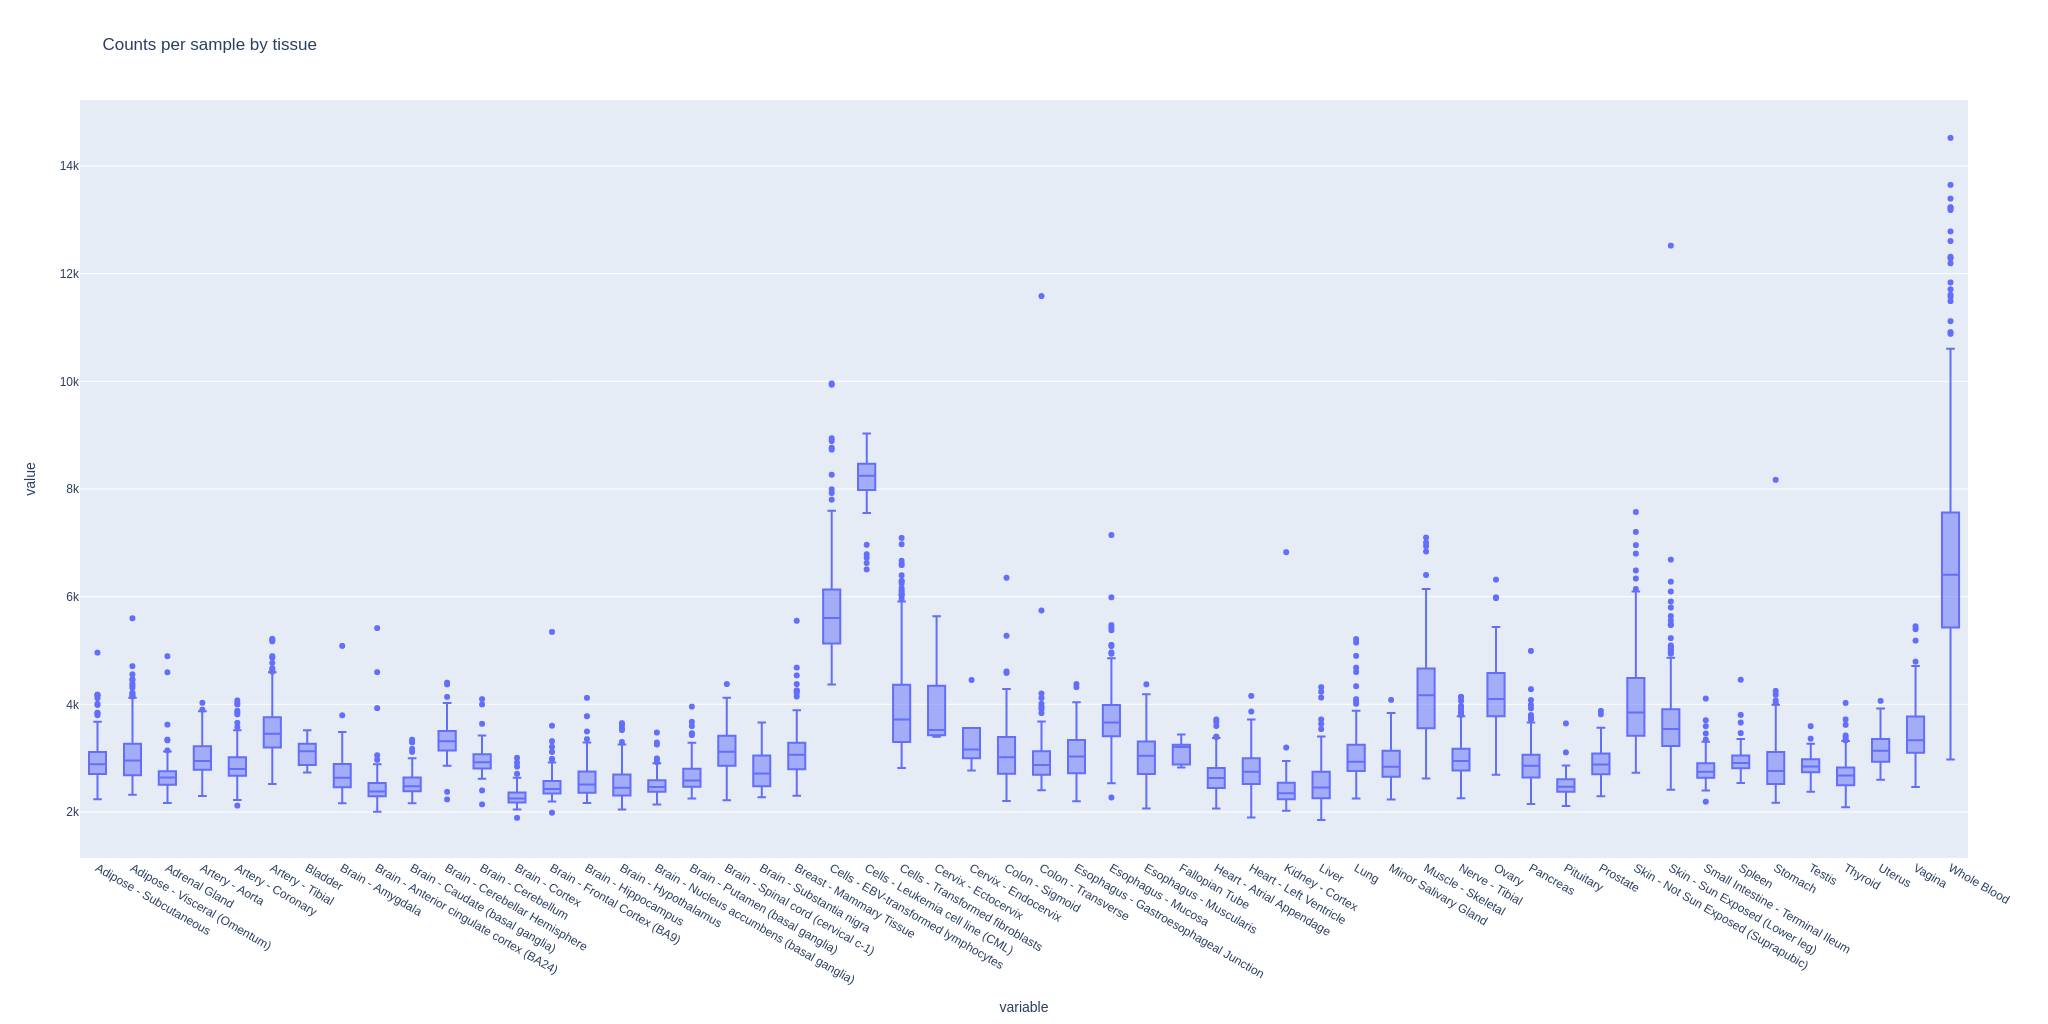 Counts per sample by tissue
14k
12k
10k
8k
6k
4k
2k
value
Adipose - Subcutaneous
Adipose - Visceral (Omentum)
Adrenal Gland
Artery - Aorta
Artery - Coronary
Artery - Tibial
Bladder
Brain - Amygdala
Brain - Anterior cingulate cortex (BA24)
Brain - Caudate (basal ganglia)
Brain - Cerebellar Hemisphere
Brain - Cerebellum
Brain - Cortex
Brain - Frontal Cortex (BA9)
Brain - Hippocampus
Brain - Hypothalamus
Brain - Nucleus accumbens (basal ganglia)
Brain - Putamen (basal ganglia)
Brain - Spinal cord (cervical c-1)
Brain - Substantia nigra
Breast - Mammary Tissue
Cells - EBV-transformed lymphocytes
Cells - Leukemia cell line (CML)
Cells - Transformed fibroblasts
Cervix - Ectocervix
Cervix - Endocervix
Colon - Sigmoid
Colon - Transverse
Esophagus - Gastroesophageal Junction
Esophagus - Mucosa
Esophagus - Muscularis
Fallopian Tube
Heart - Atrial Appendage
Heart - Left Ventricle
Kidney - Cortex
Liver
Lung
Minor Salivary Gland
Muscle - Skeletal
Nerve - Tibial
Ovary
Pancreas
Pituitary
Prostate
Skin - Not Sun Exposed (Suprapubic)
Skin - Sun Exposed (Lower leg)
Small Intestine - Terminal Ileum
Spleen
Stomach
Testis
Thyroid
Uterus
Vagina
Whole Blood
variable